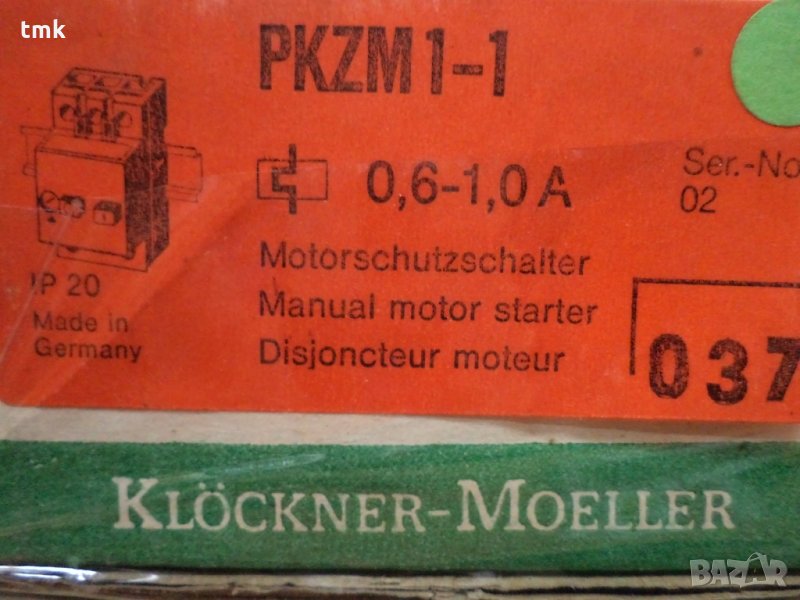 tmk
PKZM1-1
0,6-1,0 A
Ser.-No
02
Motorschutzschalter
Manual motor starter
Disjoncteur moteur
IP 20
Made in
Germany
037
KLÖCKNER-MOELLER
BAZAR